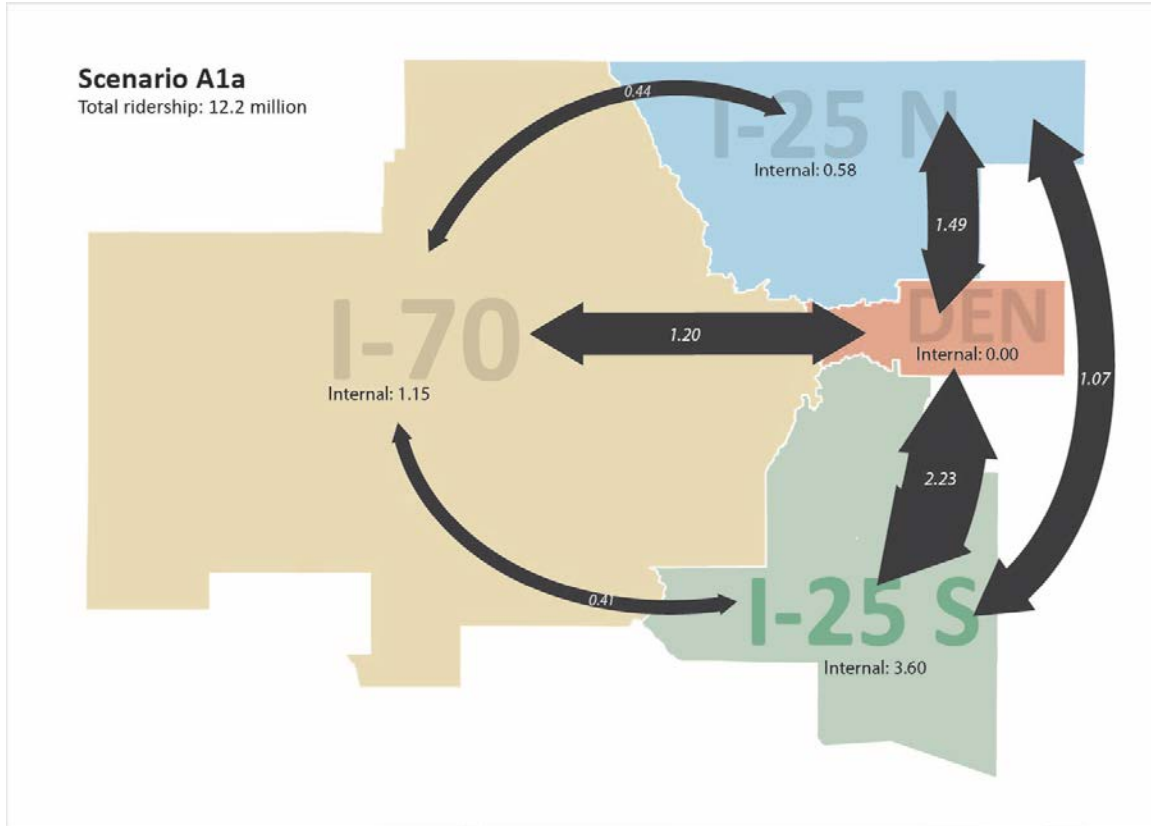 Scenario A1a
Total ridership: 12.2 million
0.44
I-25 N
Internal: 0.58
1.49
I-70
Internal: 1.15
1.20
DEN
Internal: 0.00
1.07
2.23
0.41
I-25 S
Internal: 3.60